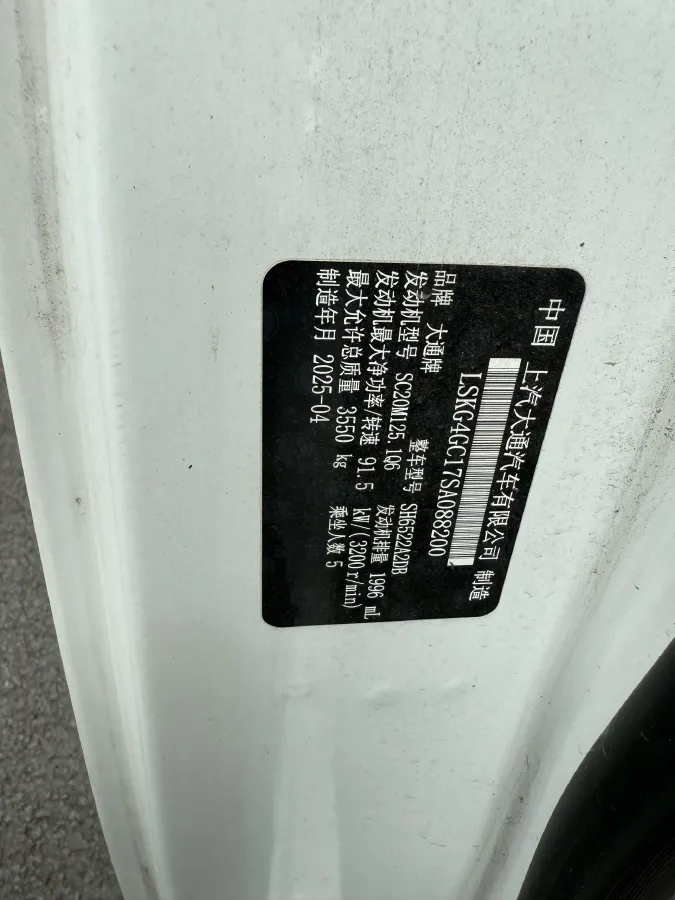 中国 上汽大通汽车有限公司 制造
LSKG4GC17SA088200
品牌 大通牌 整车型号 SH6522A2DB
发动机型号 SC20M125.1Q6 发动机排量 1996 mL
发动机最大净功率/转速 91.5 kW/(3200r/min)
最大允许总质量 3550 kg 乘坐人数 5
制造年月 2025-04